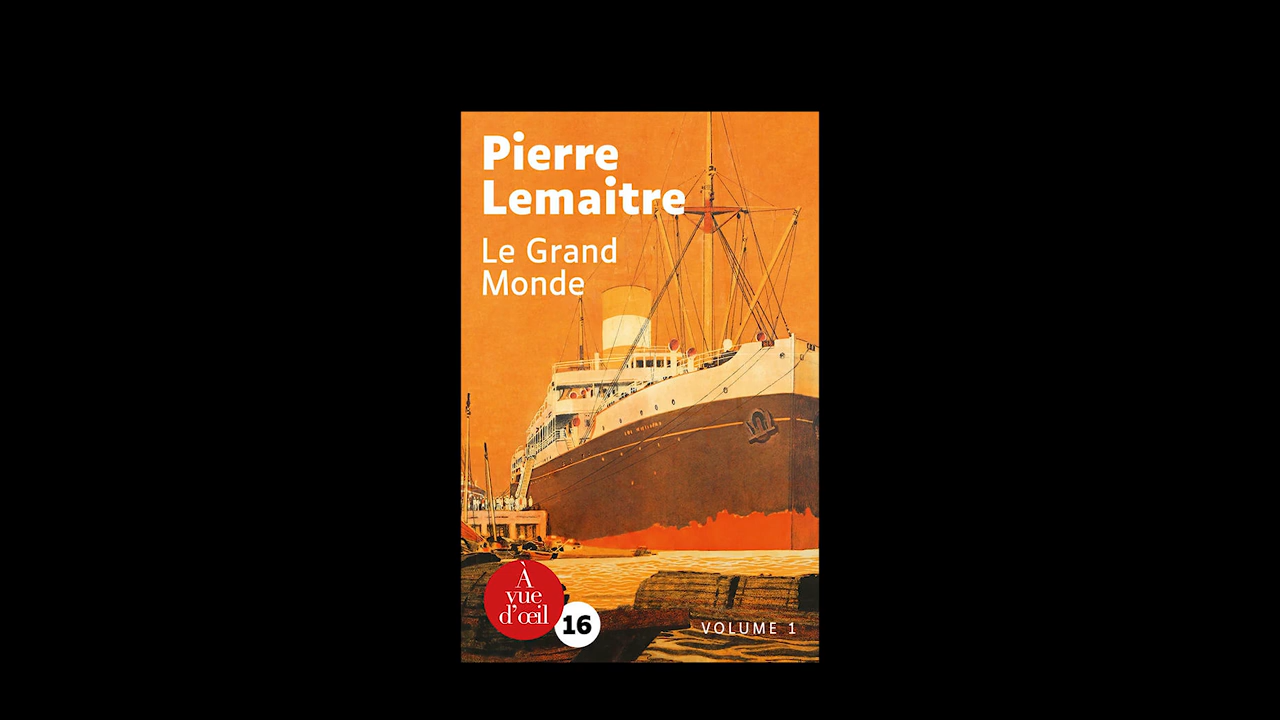 Pierre
Lemaitre
Le Grand
Monde
À
vue
d'œil
16
VOLUME 1